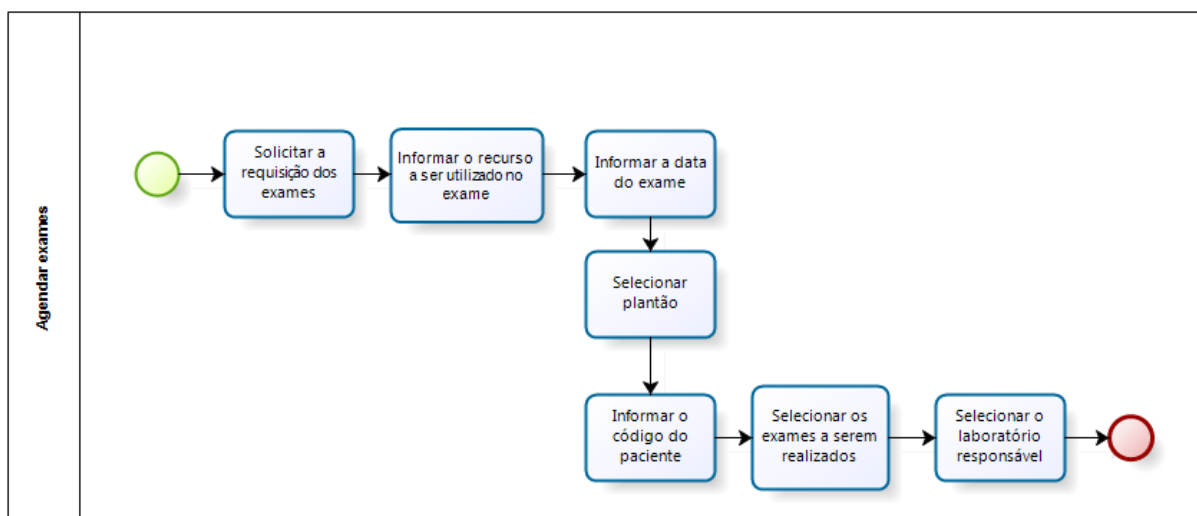 Agendar exames
Solicitar a
requisição dos
exames
Informar o recurso
a ser utilizado no
exame
Informar a data
do exame
Selecionar
plantão
Informar o
código do
paciente
Selecionar os
exames a serem
realizados
Selecionar o
laboratório
responsável